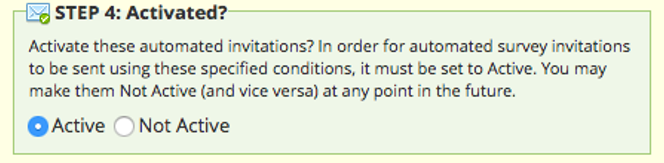 STEP 4: Activated?
Activate these automated invitations? In order for automated survey invitations
to be sent using these specified conditions, it must be set to Active. You may
make them Not Active (and vice versa) at any point in the future.
Active Not Active